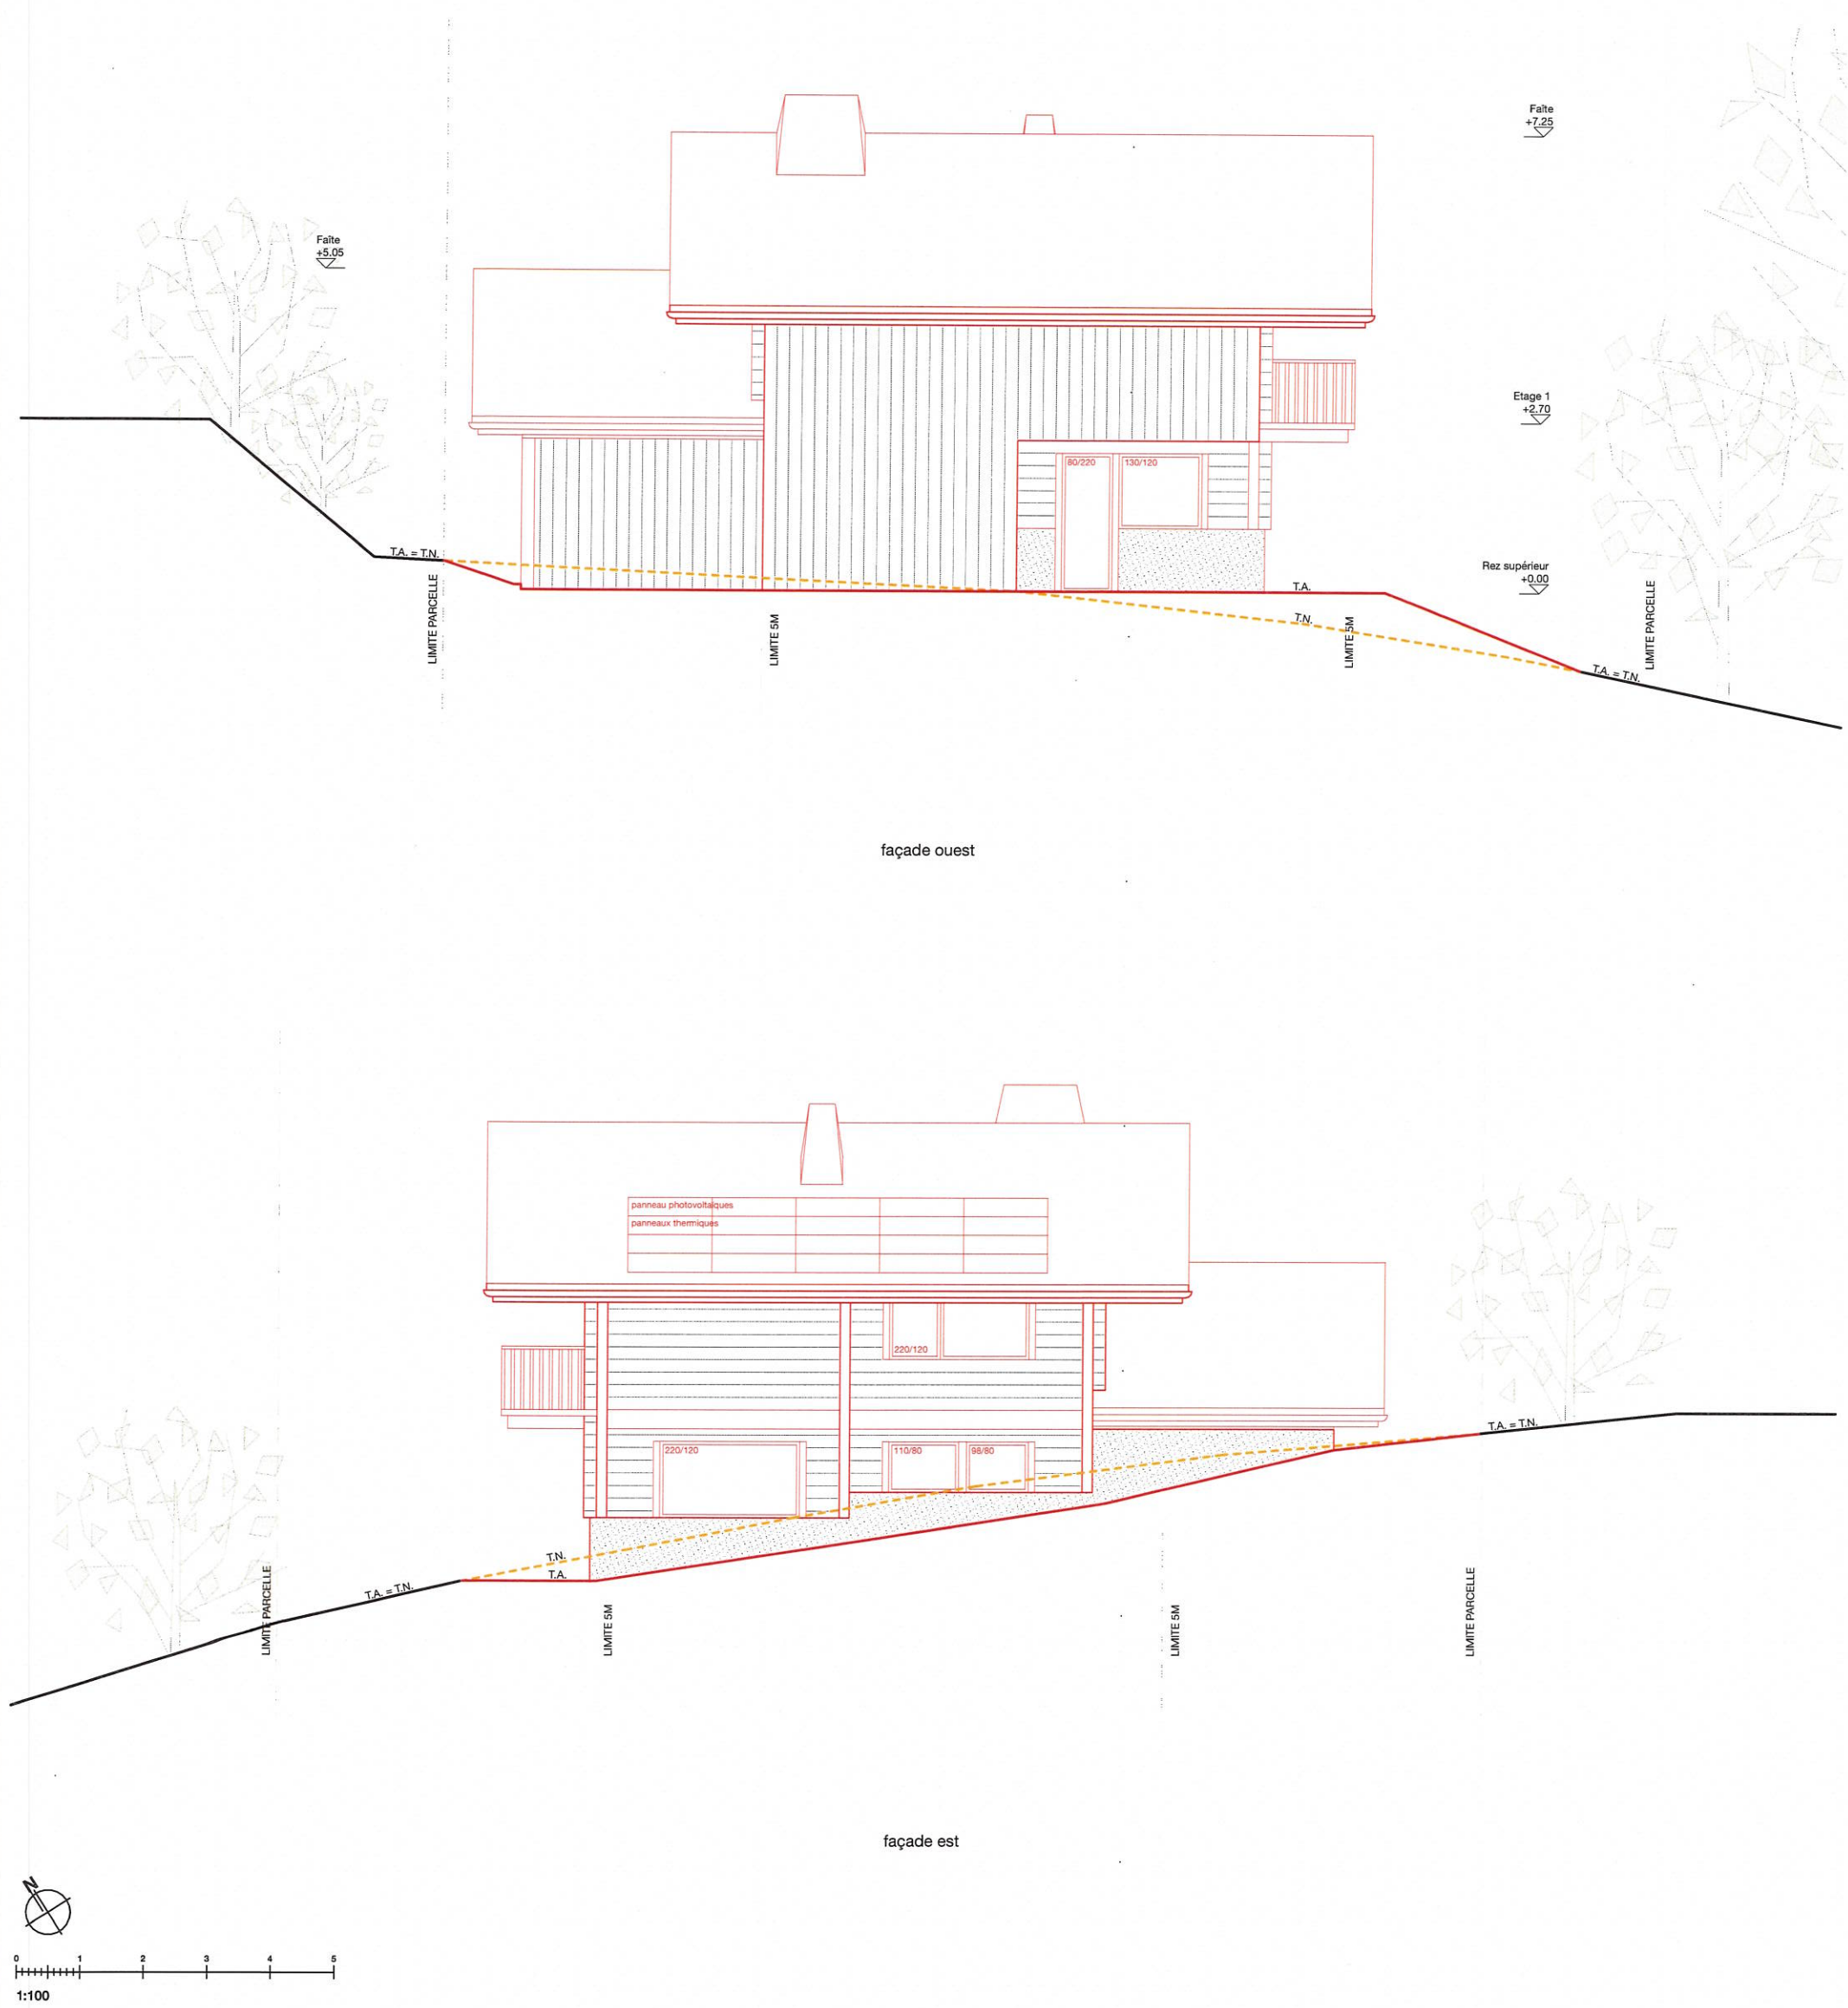 Faîte
+7.25
Faîte
+5.05
Etage 1
+2.70
80/220
130/120
T.A. = T.N.
Rez supérieur
+0.00
T.A.
T.N.
LIMITE PARCELLE
LIMITE 5M
LIMITE 5M
LIMITE PARCELLE
T.A. = T.N.
façade ouest
panneau photovoltaïques
panneaux thermiques
220/120
220/120
110/80
98/80
T.A. = T.N.
T.N.
T.A.
T.A. = T.N.
LIMITE PARCELLE
LIMITE 5M
LIMITE 5M
LIMITE PARCELLE
façade est
N
0 1 2 3 4 5
1:100